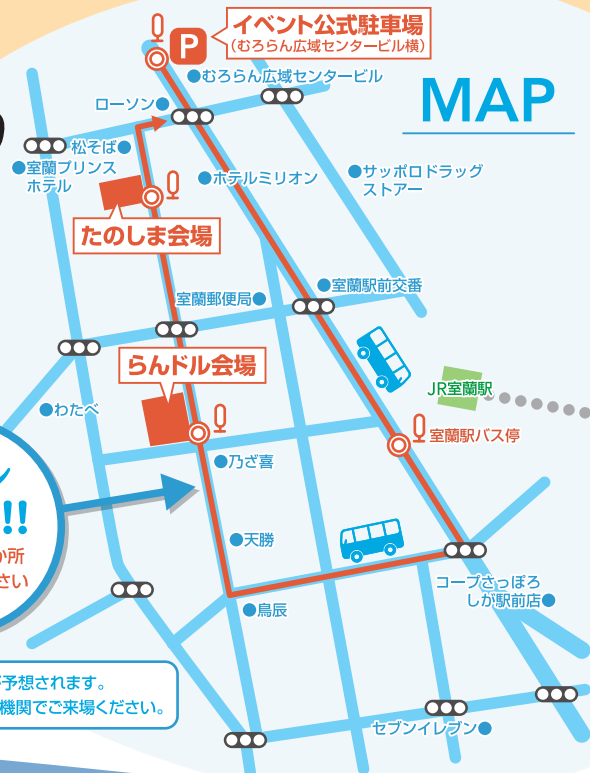 イベント公式駐車場
(むろらん広域センタービル横)
P
むろらん広域センタービル
MAP
ローソン
松そば
室蘭プリンス
ホテル
ホテルミリオン
サッポロドラッグ
ストアー
たのしま会場
室蘭郵便局
室蘭駅前交番
らんドル会場
JR室蘭駅
わたべ
室蘭駅バス停
乃ざ喜
ン
!!
か所
さい
天勝
コープさっぽろ
しが駅前店
鳥辰
予想されます。
機関でご来場ください。
セブンイレブン